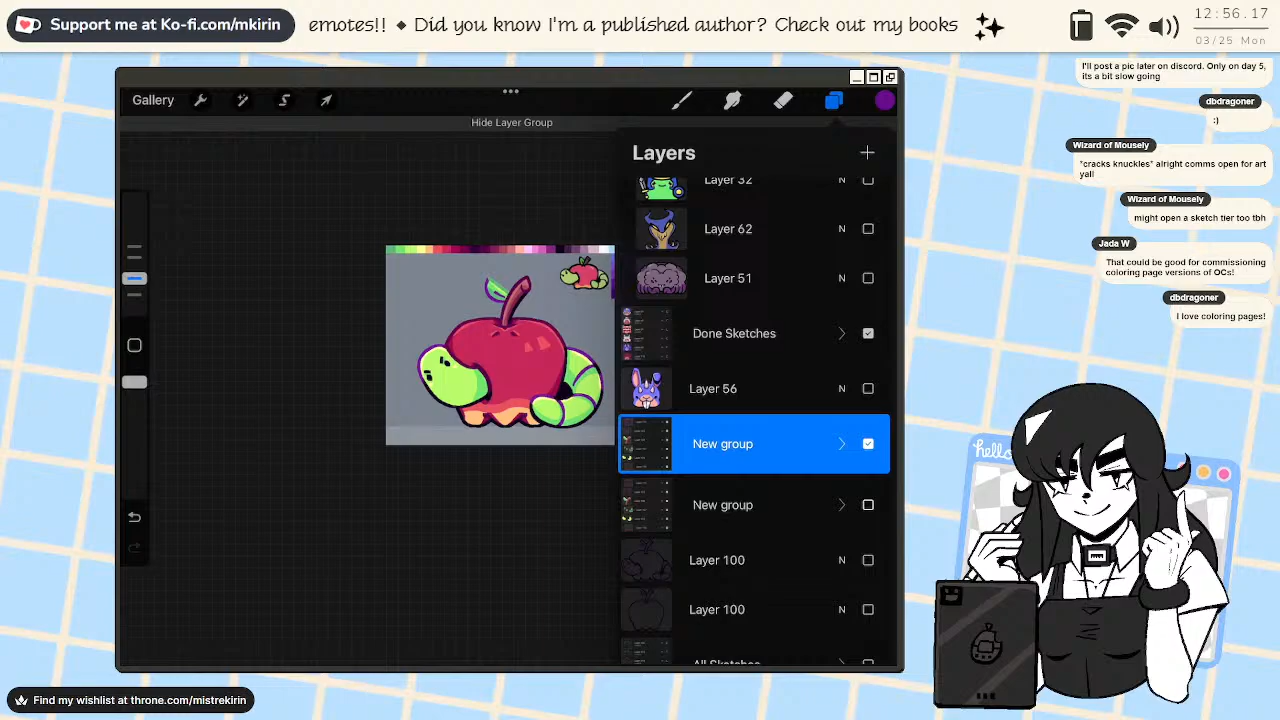 Support me at Ko-fi.com/mkirin
emotes!! ◆ Did you know I'm a published author? Check out my books
12:56.17
03/25 Mon
Gallery
Hide Layer Group
Layers
Layer 32 N
Layer 62 N
Layer 51 N
Done Sketches
Layer 56 N
New group
New group
Layer 100 N
Layer 100 N
All Sketches
I'll post a pic later on discord. Only on day 5,
its a bit slow going
dbdragoner
:)
Wizard of Mousely
*cracks knuckles* alright comms open for art
yall
Wizard of Mousely
might open a sketch tier too tbh
Jada W
That could be good for commissioning
coloring page versions of OCs!
dbdragoner
I love coloring pages!
hello
Find my wishlist at throne.com/mistrekirin